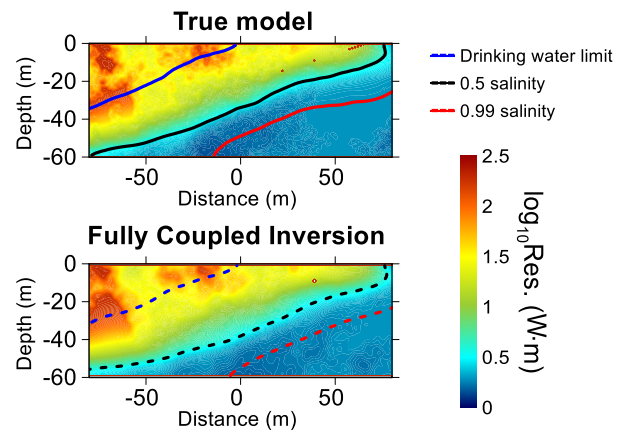 True model
Depth (m)
0
-20
-40
-60
-50
0
50
Distance (m)
Drinking water limit
0.5 salinity
0.99 salinity
Fully Coupled Inversion
Depth (m)
0
-20
-40
-60
-50
0
50
Distance (m)
2.5
2
1.5
1
0.5
0
log10Res. (W·m)